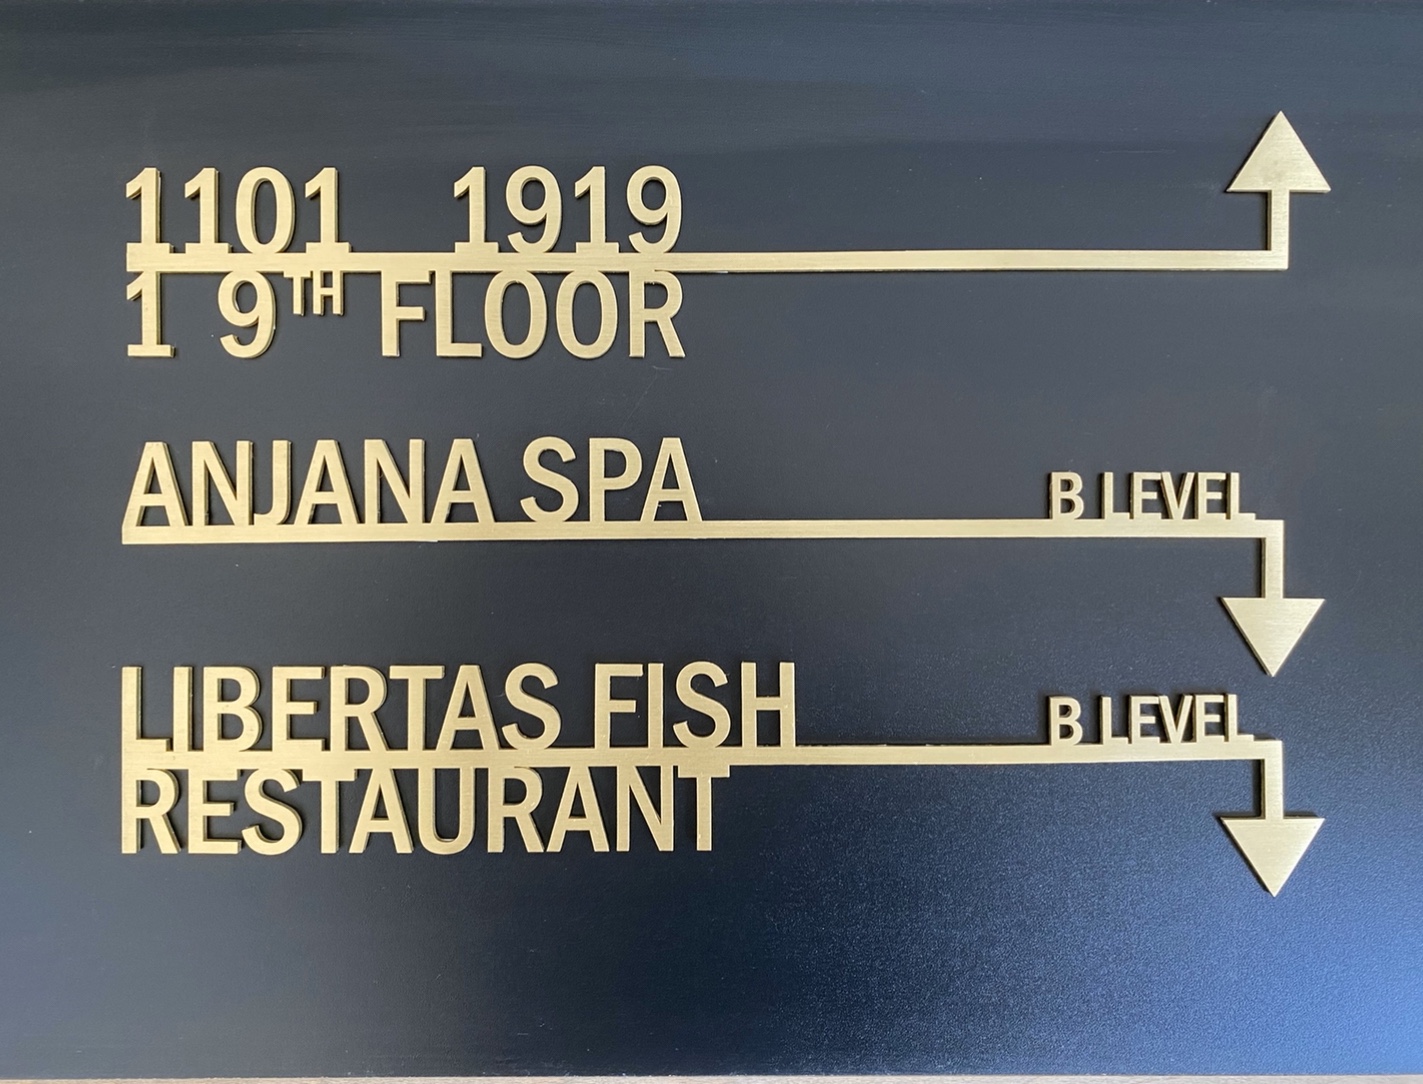 1101 1919
1 9TH FLOOR
ANJANA SPA
B LEVEL
LIBERTAS FISH
B LEVEL
RESTAURANT